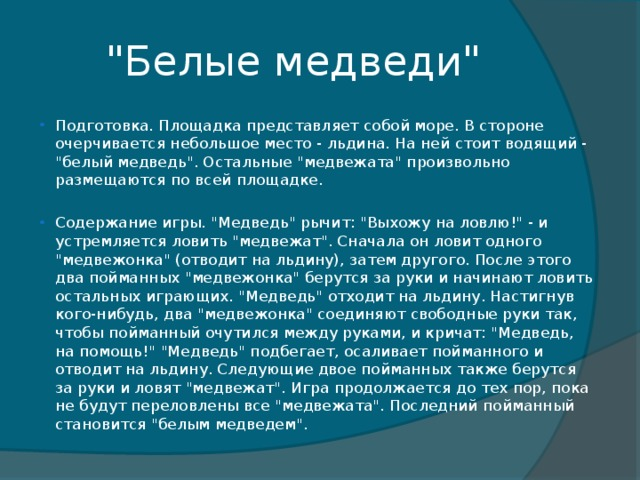 "Белые медведи"
Подготовка. Площадка представляет собой море. В стороне
очерчивается небольшое место - льдина. На ней стоит водящий -
"белый медведь". Остальные "медвежата" произвольно
размещаются по всей площадке.
Содержание игры. "Медведь" рычит: "Выхожу на ловлю!" - и
устремляется ловить "медвежат". Сначала он ловит одного
"медвежонка" (отводит на льдину), затем другого. После этого
два пойманных "медвежонка" берутся за руки и начинают ловить
остальных играющих. "Медведь" отходит на льдину. Настигнув
кого-нибудь, два "медвежонка" соединяют свободные руки так,
чтобы пойманный очутился между руками, и кричат: "Медведь,
на помощь!" "Медведь" подбегает, осаливает пойманного и
отводит на льдину. Следующие двое пойманных также берутся
за руки и ловят "медвежат". Игра продолжается до тех пор, пока
не будут переловлены все "медвежата". Последний пойманный
становится "белым медведем".